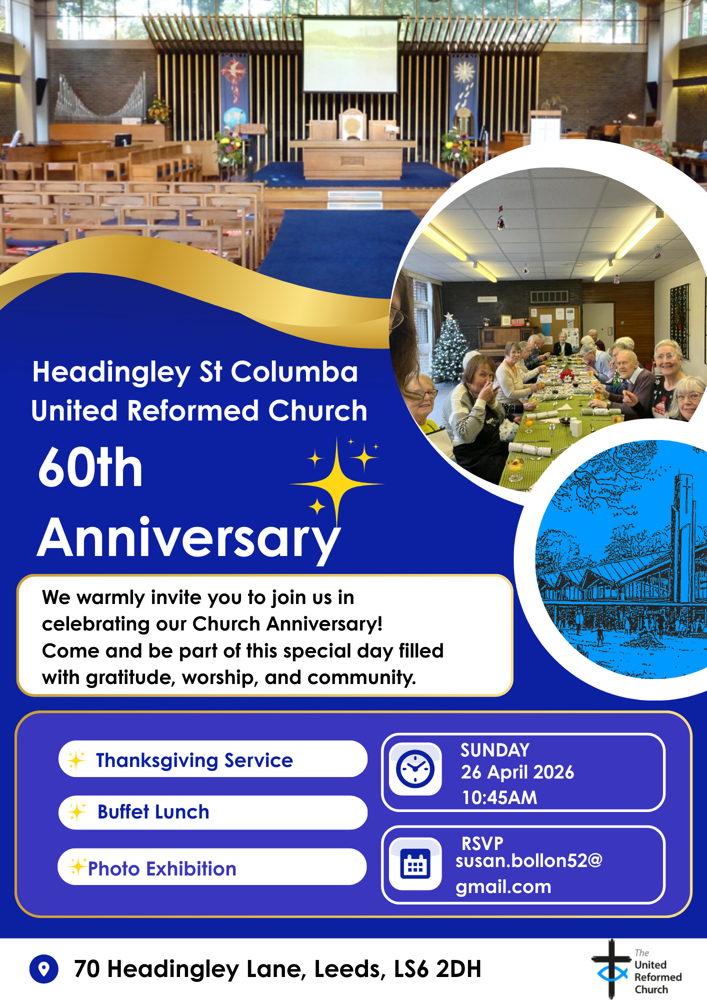 Headingley St Columba
United Reformed Church
60th
Anniversary
We warmly invite you to join us in
celebrating our Church Anniversary!
Come and be part of this special day filled
with gratitude, worship, and community.
Thanksgiving Service
Buffet Lunch
Photo Exhibition
SUNDAY
26 April 2026
10:45AM
RSVP
susan.bollon52@
gmail.com
70 Headingley Lane, Leeds, LS6 2DH
The
United
Reformed
Church